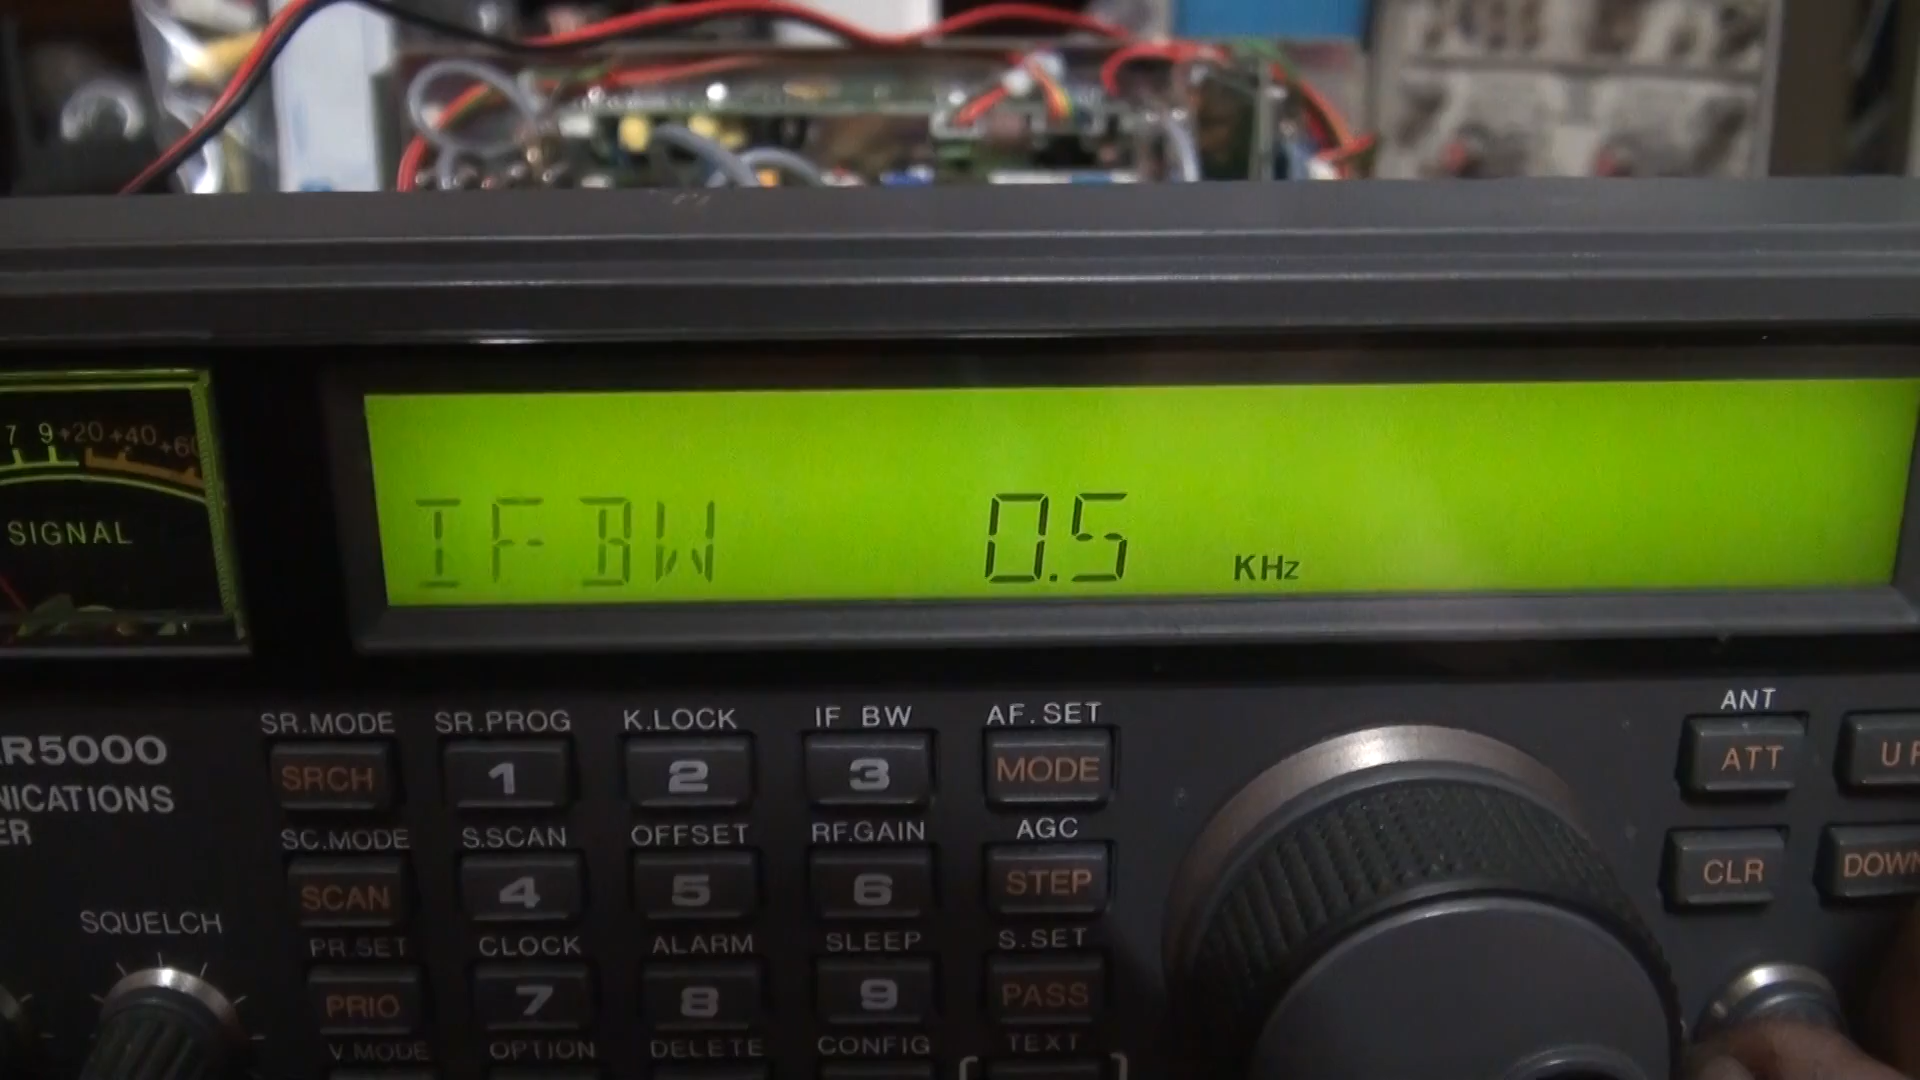 7 9 +20 +40 +60
SIGNAL
IF BW 0.5 KHz
R5000
NICATIONS
ER
SQUELCH
SR.MODE SR.PROG K.LOCK IF BW AF.SET
SRCH 1 2 3 MODE
SC.MODE S.SCAN OFFSET RF.GAIN AGC
SCAN 4 5 6 STEP
PR.SET CLOCK ALARM SLEEP S.SET
PRIO 7 8 9 PASS
V.MODE OPTION DELETE CONFIG TEXT
ANT
ATT
CLR DOWN